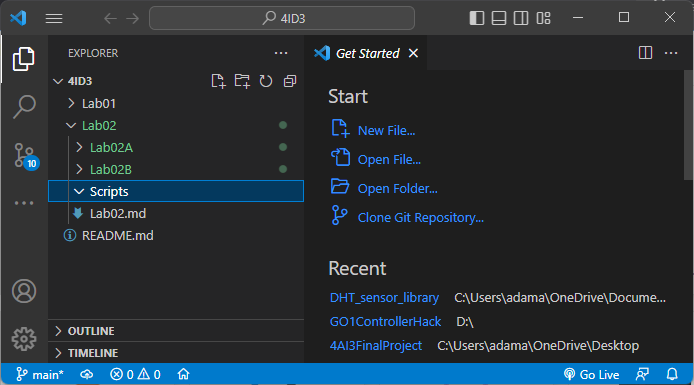 4ID3
EXPLORER
Get Started
4ID3
Lab01
Lab02
Lab02A
Lab02B
Scripts
Lab02.md
README.md
10
OUTLINE
TIMELINE
Start
New File...
Open File...
Open Folder...
Clone Git Repository...
Recent
DHT_sensor_library C:\Users\adama\OneDrive\Docume...
GO1ControllerHack D:\
4AI3FinalProject C:\Users\adama\OneDrive\Desktop
main* 0 0 Go Live